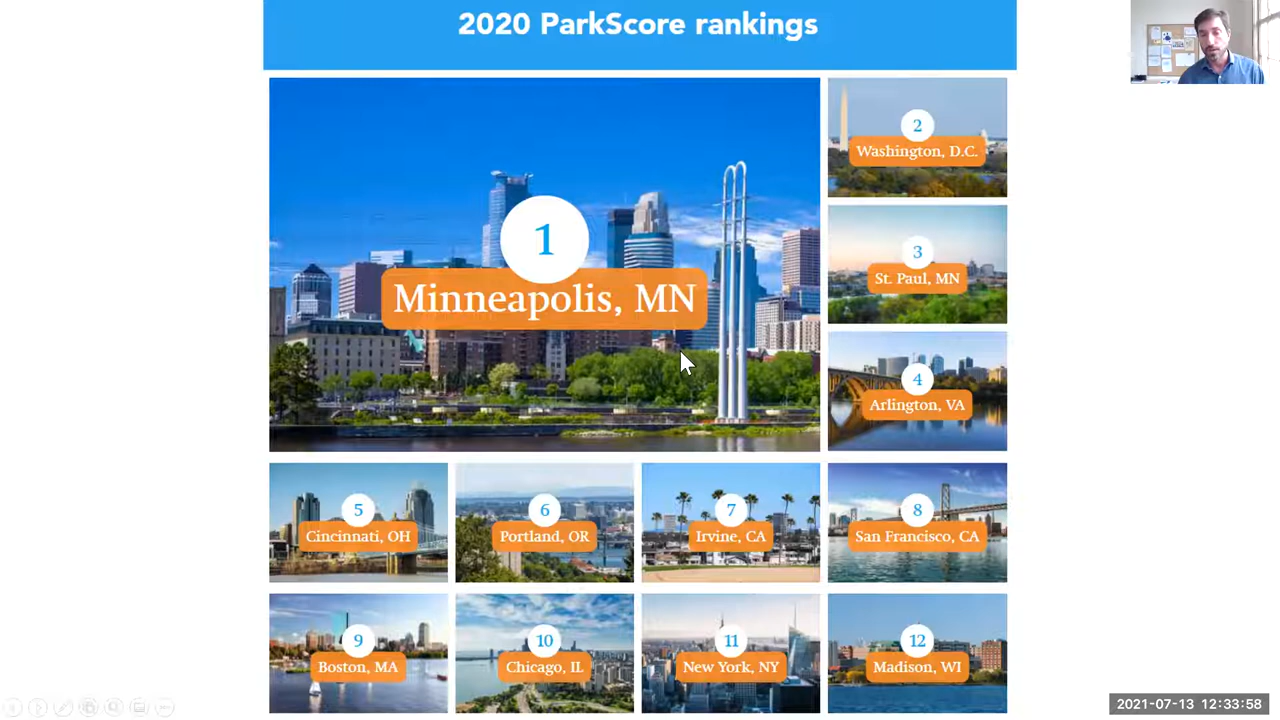 2020 ParkScore rankings
1
Minneapolis, MN
2
Washington, D.C.
3
St. Paul, MN
4
Arlington, VA
5
Cincinnati, OH
6
Portland, OR
7
Irvine, CA
8
San Francisco, CA
9
Boston, MA
10
Chicago, IL
11
New York, NY
12
Madison, WI
2021-07-13 12:33:58